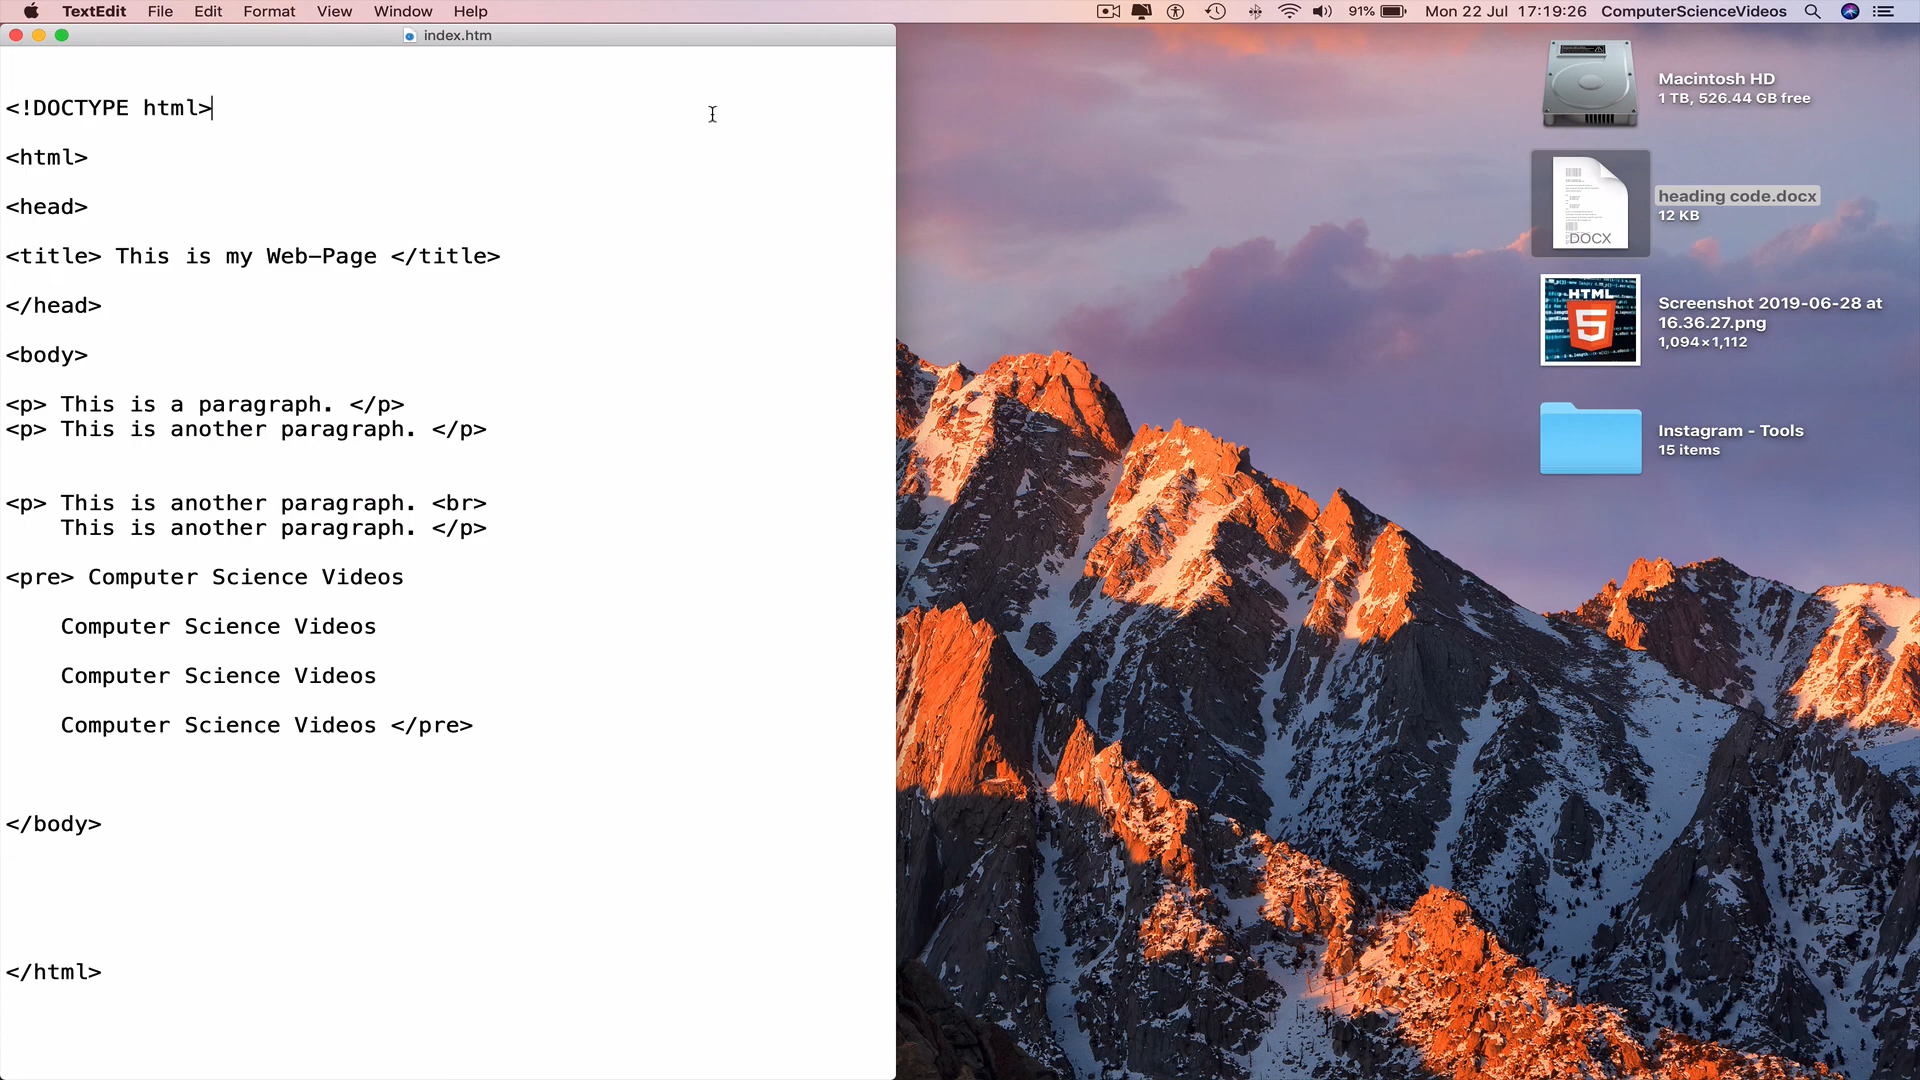 TextEdit File Edit Format View Window Help
91% Mon 22 Jul 17:19:26 ComputerScienceVideos
index.htm
<!DOCTYPE html>
<html>
<head>
<title> This is my Web-Page </title>
</head>
<body>
<p> This is a paragraph. </p>
<p> This is another paragraph. </p>
<p> This is another paragraph. <br>
This is another paragraph. </p>
<pre> Computer Science Videos
Computer Science Videos
Computer Science Videos
Computer Science Videos </pre>
</body>
</html>
Macintosh HD
1 TB, 526.44 GB free
DOCX
heading code.docx
12 KB
HTML
5
Screenshot 2019-06-28 at
16.36.27.png
1,094×1,112
Instagram - Tools
15 items